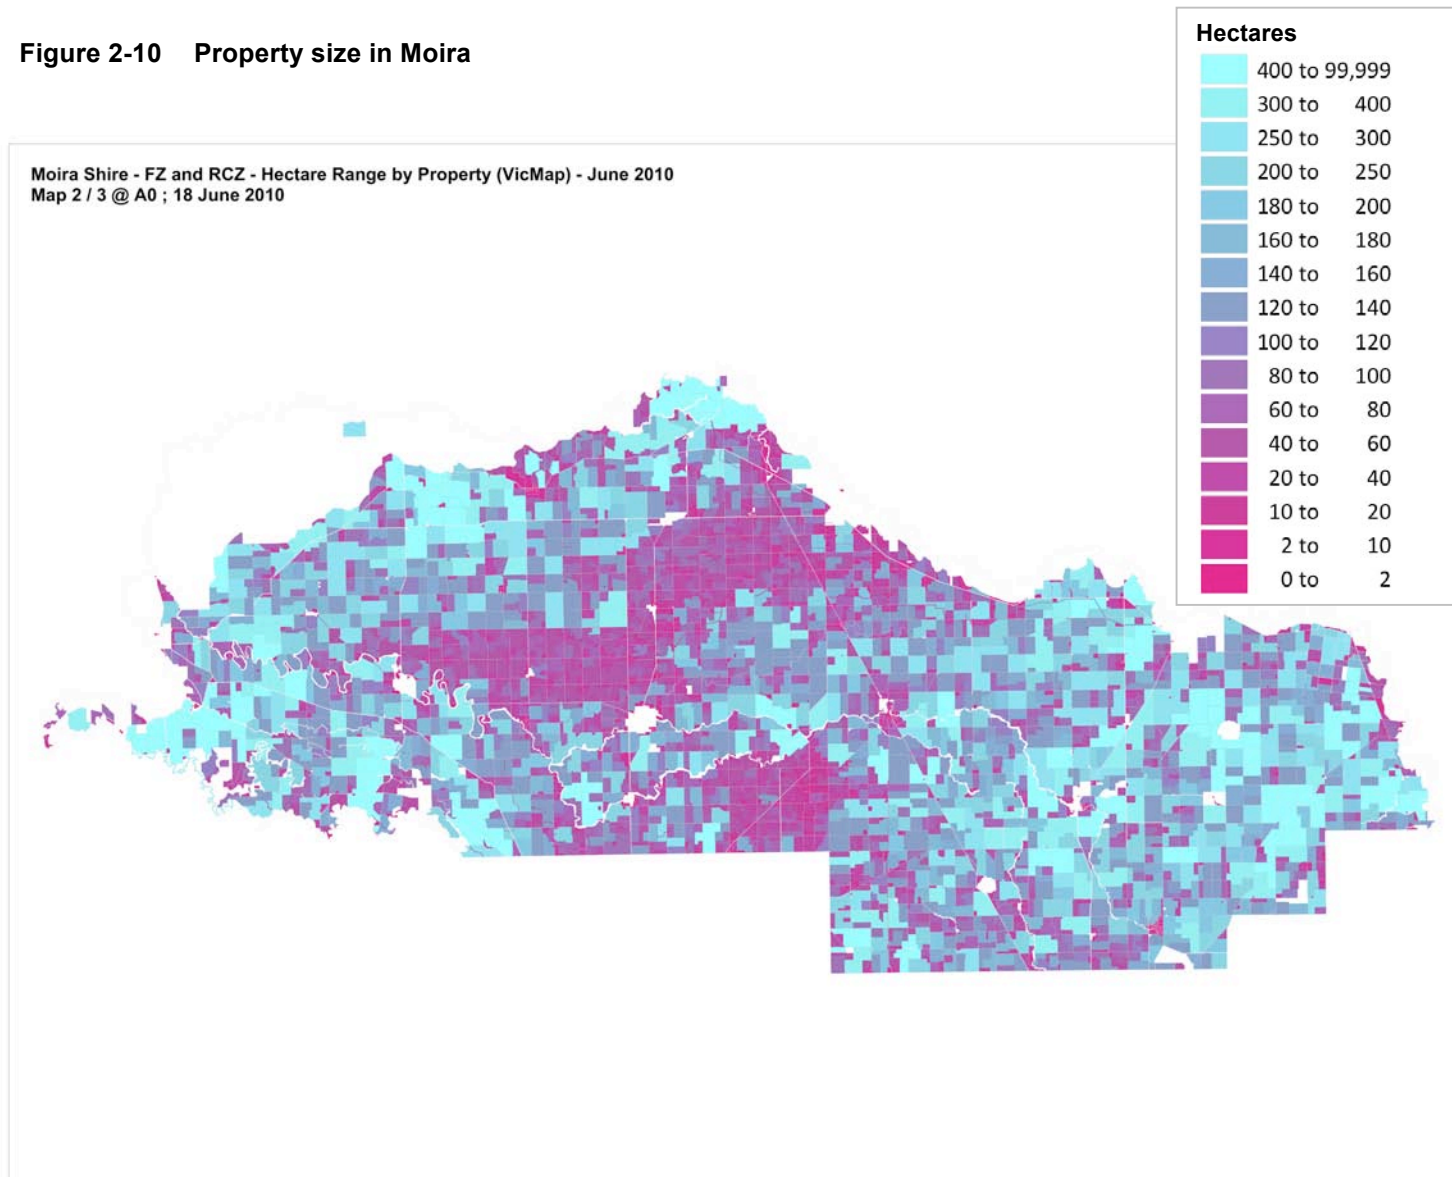 Figure 2-10 Property size in Moira
Moira Shire - FZ and RCZ - Hectare Range by Property (VicMap) - June 2010
Map 2 / 3 @ A0 ; 18 June 2010
Hectares
400 to 99,999
300 to 400
250 to 300
200 to 250
180 to 200
160 to 180
140 to 160
120 to 140
100 to 120
80 to 100
60 to 80
40 to 60
20 to 40
10 to 20
2 to 10
0 to 2